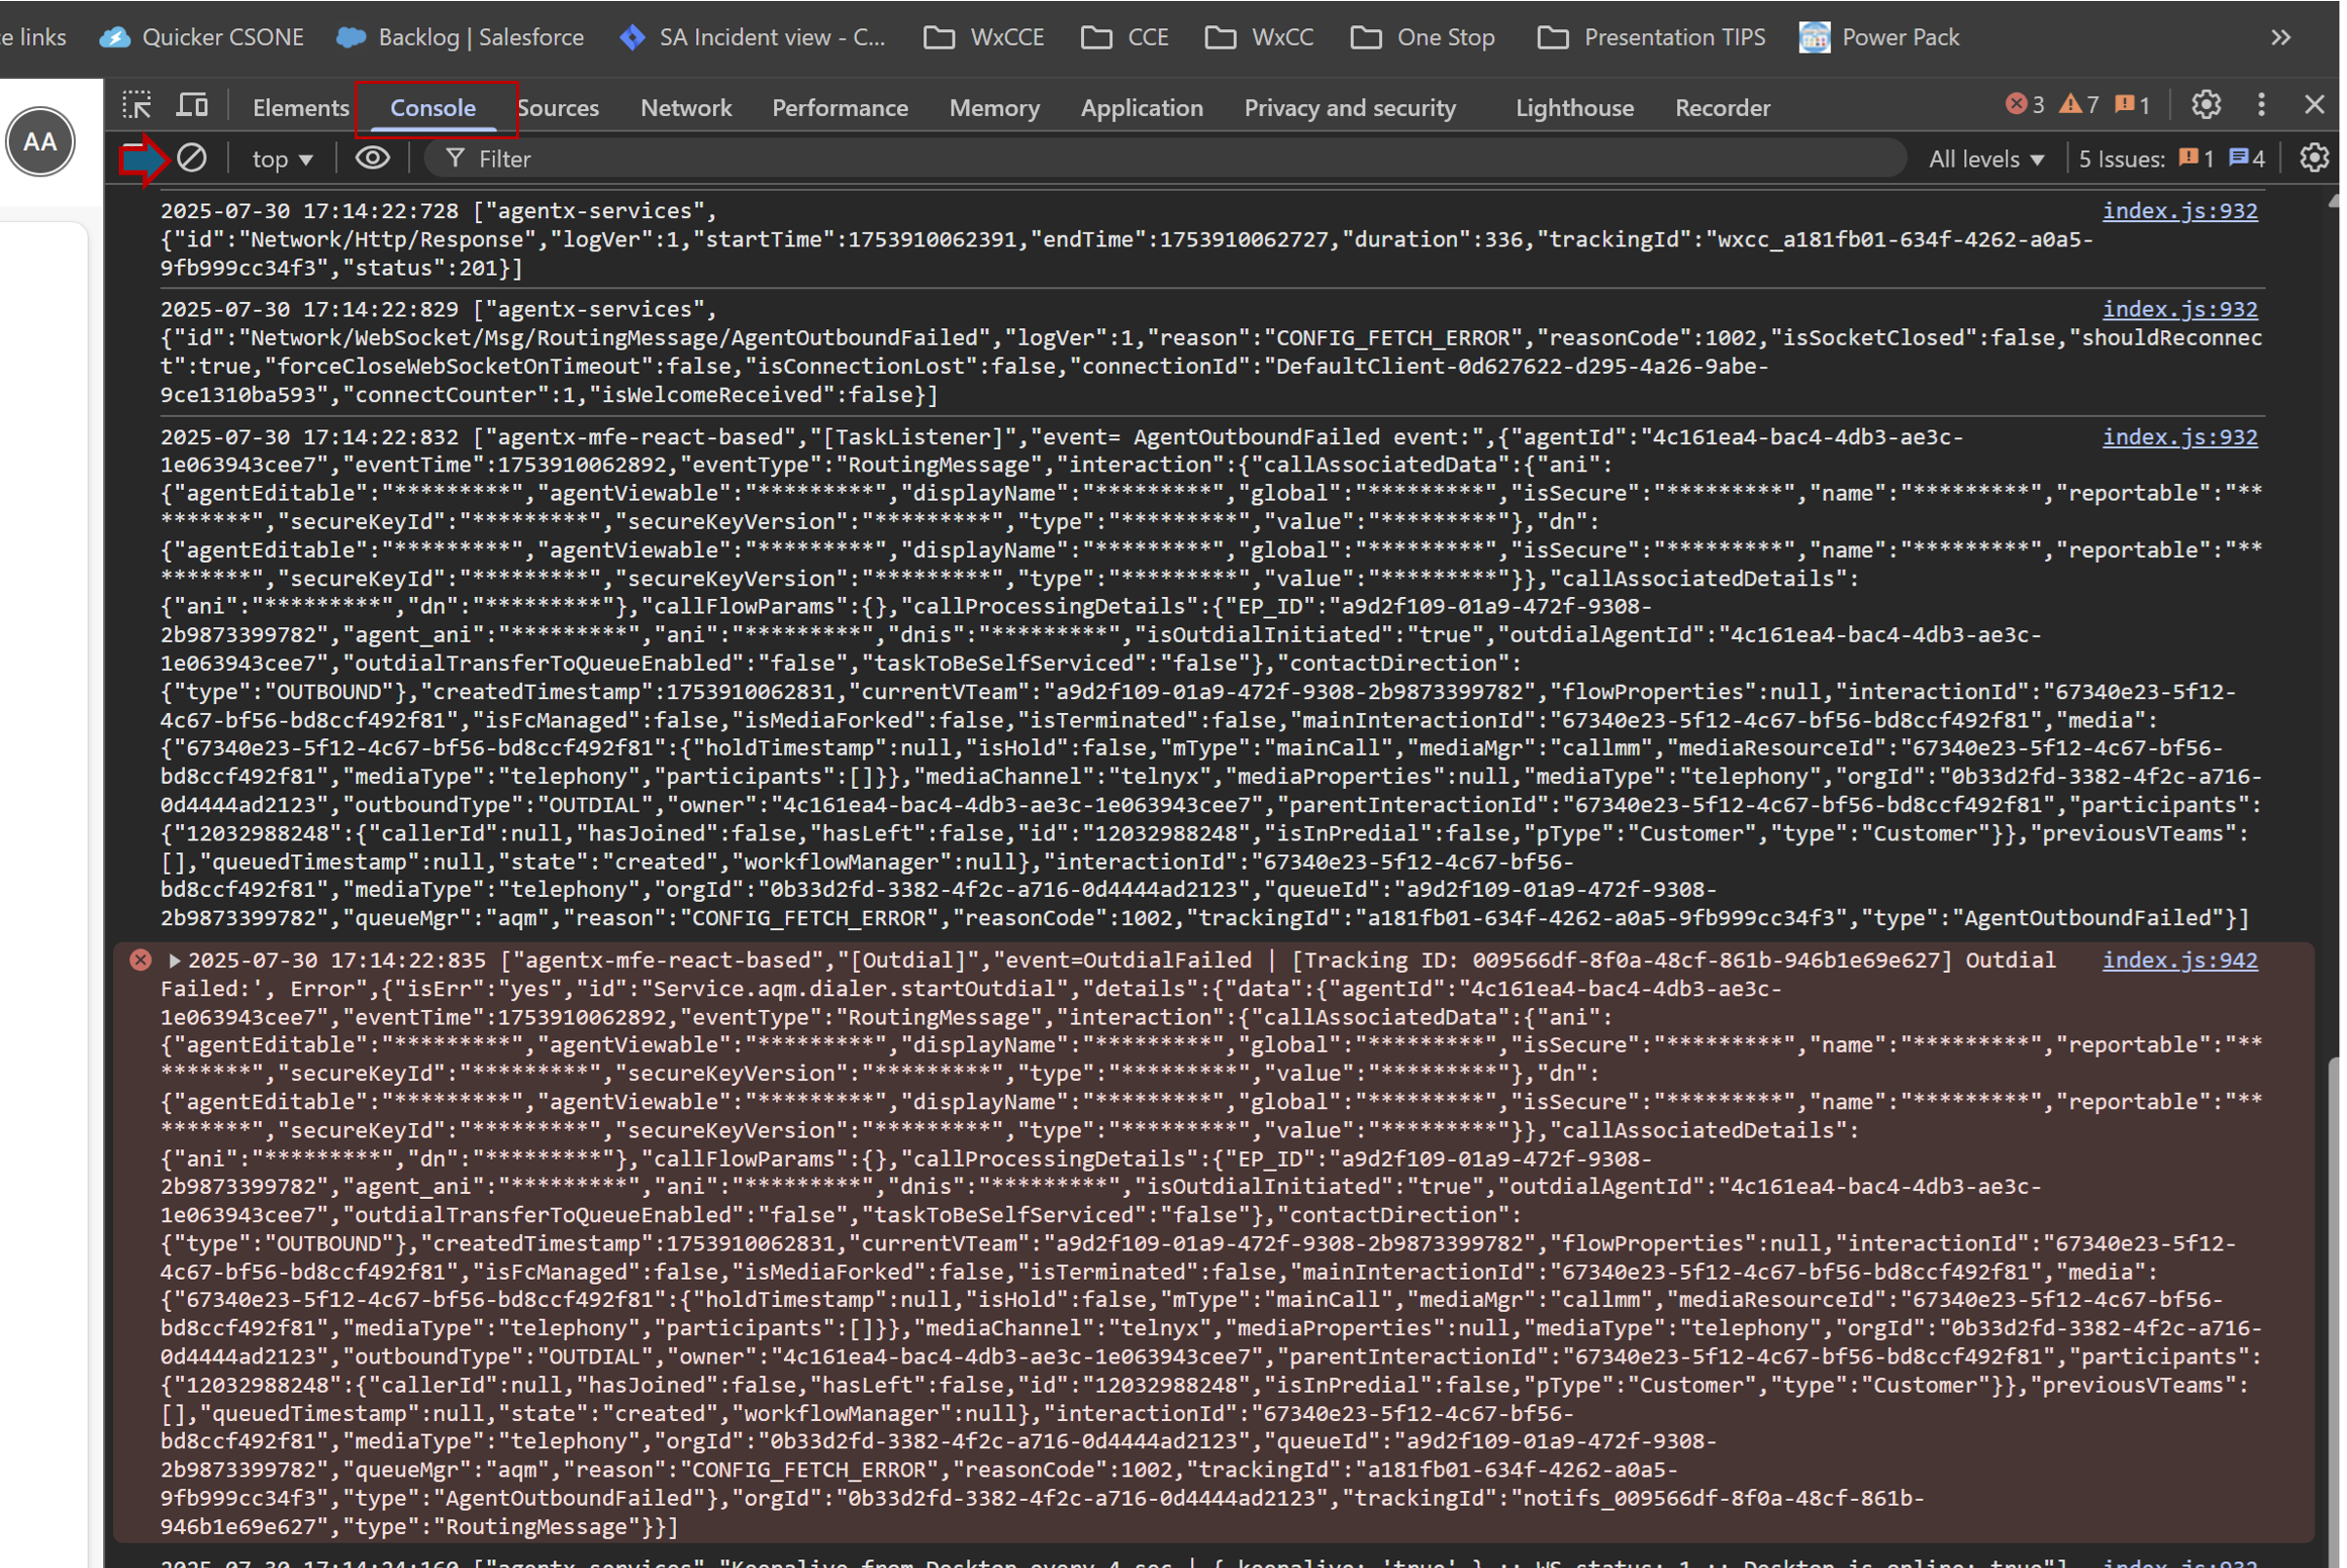 e links Quicker CSONE Backlog | Salesforce SA Incident view - C... WxCCE CCE WxCC One Stop Presentation TIPS Power Pack »
AA
Elements Console Sources Network Performance Memory Application Privacy and security Lighthouse Recorder 3 7 1
top Filter All levels 5 Issues: 1 4
2025-07-30 17:14:22:728 ["agentx-services", index.js:932
{"id":"Network/Http/Response","logVer":1,"startTime":1753910062391,"endTime":1753910062727,"duration":336,"trackingId":"wxcc_a181fb01-634f-4262-a0a5-
9fb999cc34f3","status":201}]
2025-07-30 17:14:22:829 ["agentx-services", index.js:932
{"id":"Network/WebSocket/Msg/RoutingMessage/AgentOutboundFailed","logVer":1,"reason":"CONFIG_FETCH_ERROR","reasonCode":1002,"isSocketClosed":false,"shouldReconnec
t":true,"forceCloseWebSocketOnTimeout":false,"isConnectionLost":false,"connectionId":"DefaultClient-0d627622-d295-4a26-9abe-
9ce1310ba593","connectCounter":1,"isWelcomeReceived":false}]
2025-07-30 17:14:22:832 ["agentx-mfe-react-based","[TaskListener]","event= AgentOutboundFailed event:",{"agentId":"4c161ea4-bac4-4db3-ae3c- index.js:932
1e063943cee7","eventTime":1753910062892,"eventType":"RoutingMessage","interaction":{"callAssociatedData":{"ani":
{"agentEditable":"*********","agentViewable":"*********","displayName":"*********","global":"*********","isSecure":"*********","name":"*********","reportable":"**
*******","secureKeyId":"*********","secureKeyVersion":"*********","type":"*********","value":"*********"},"dn":
{"agentEditable":"*********","agentViewable":"*********","displayName":"*********","global":"*********","isSecure":"*********","name":"*********","reportable":"**
*******","secureKeyId":"*********","secureKeyVersion":"*********","type":"*********","value":"*********"}},"callAssociatedDetails":
{"ani":"*********","dn":"*********"},"callFlowParams":{},"callProcessingDetails":{"EP_ID":"a9d2f109-01a9-472f-9308-
2b9873399782","agent_ani":"*********","ani":"*********","dnis":"*********","isOutdialInitiated":"true","outdialAgentId":"4c161ea4-bac4-4db3-ae3c-
1e063943cee7","outdialTransferToQueueEnabled":"false","taskToBeSelfServiced":"false"},"contactDirection":
{"type":"OUTBOUND"},"createdTimestamp":1753910062831,"currentVTeam":"a9d2f109-01a9-472f-9308-2b9873399782","flowProperties":null,"interactionId":"67340e23-5f12-
4c67-bf56-bd8ccf492f81","isFcManaged":false,"isMediaForked":false,"isTerminated":false,"mainInteractionId":"67340e23-5f12-4c67-bf56-bd8ccf492f81","media":
{"67340e23-5f12-4c67-bf56-bd8ccf492f81":{"holdTimestamp":null,"isHold":false,"mType":"mainCall","mediaMgr":"callmm","mediaResourceId":"67340e23-5f12-4c67-bf56-
bd8ccf492f81","mediaType":"telephony","participants":[]}},"mediaChannel":"telnyx","mediaProperties":null,"mediaType":"telephony","orgId":"0b33d2fd-3382-4f2c-a716-
0d4444ad2123","outboundType":"OUTDIAL","owner":"4c161ea4-bac4-4db3-ae3c-1e063943cee7","parentInteractionId":"67340e23-5f12-4c67-bf56-bd8ccf492f81","participants":
{"12032988248":{"callerId":null,"hasJoined":false,"hasLeft":false,"id":"12032988248","isInPredial":false,"pType":"Customer","type":"Customer"}},"previousVTeams":
[],"queuedTimestamp":null,"state":"created","workflowManager":null},"interactionId":"67340e23-5f12-4c67-bf56-
bd8ccf492f81","mediaType":"telephony","orgId":"0b33d2fd-3382-4f2c-a716-0d4444ad2123","queueId":"a9d2f109-01a9-472f-9308-
2b9873399782","queueMgr":"aqm","reason":"CONFIG_FETCH_ERROR","reasonCode":1002,"trackingId":"a181fb01-634f-4262-a0a5-9fb999cc34f3","type":"AgentOutboundFailed"}]
2025-07-30 17:14:22:835 ["agentx-mfe-react-based","[Outdial]","event=OutdialFailed | [Tracking ID: 009566df-8f0a-48cf-861b-946b1e69e627] Outdial index.js:942
Failed:', Error",{"isErr":"yes","id":"Service.aqm.dialer.startOutdial","details":{"data":{"agentId":"4c161ea4-bac4-4db3-ae3c-
1e063943cee7","eventTime":1753910062892,"eventType":"RoutingMessage","interaction":{"callAssociatedData":{"ani":
{"agentEditable":"*********","agentViewable":"*********","displayName":"*********","global":"*********","isSecure":"*********","name":"*********","reportable":"**
*******","secureKeyId":"*********","secureKeyVersion":"*********","type":"*********","value":"*********"},"dn":
{"agentEditable":"*********","agentViewable":"*********","displayName":"*********","global":"*********","isSecure":"*********","name":"*********","reportable":"**
*******","secureKeyId":"*********","secureKeyVersion":"*********","type":"*********","value":"*********"}},"callAssociatedDetails":
{"ani":"*********","dn":"*********"},"callFlowParams":{},"callProcessingDetails":{"EP_ID":"a9d2f109-01a9-472f-9308-
2b9873399782","agent_ani":"*********","ani":"*********","dnis":"*********","isOutdialInitiated":"true","outdialAgentId":"4c161ea4-bac4-4db3-ae3c-
1e063943cee7","outdialTransferToQueueEnabled":"false","taskToBeSelfServiced":"false"},"contactDirection":
{"type":"OUTBOUND"},"createdTimestamp":1753910062831,"currentVTeam":"a9d2f109-01a9-472f-9308-2b9873399782","flowProperties":null,"interactionId":"67340e23-5f12-
4c67-bf56-bd8ccf492f81","isFcManaged":false,"isMediaForked":false,"isTerminated":false,"mainInteractionId":"67340e23-5f12-4c67-bf56-bd8ccf492f81","media":
{"67340e23-5f12-4c67-bf56-bd8ccf492f81":{"holdTimestamp":null,"isHold":false,"mType":"mainCall","mediaMgr":"callmm","mediaResourceId":"67340e23-5f12-4c67-bf56-
bd8ccf492f81","mediaType":"telephony","participants":[]}},"mediaChannel":"telnyx","mediaProperties":null,"mediaType":"telephony","orgId":"0b33d2fd-3382-4f2c-a716-
0d4444ad2123","outboundType":"OUTDIAL","owner":"4c161ea4-bac4-4db3-ae3c-1e063943cee7","parentInteractionId":"67340e23-5f12-4c67-bf56-bd8ccf492f81","participants":
{"12032988248":{"callerId":null,"hasJoined":false,"hasLeft":false,"id":"12032988248","isInPredial":false,"pType":"Customer","type":"Customer"}},"previousVTeams":
[],"queuedTimestamp":null,"state":"created","workflowManager":null},"interactionId":"67340e23-5f12-4c67-bf56-
bd8ccf492f81","mediaType":"telephony","orgId":"0b33d2fd-3382-4f2c-a716-0d4444ad2123","queueId":"a9d2f109-01a9-472f-9308-
2b9873399782","queueMgr":"aqm","reason":"CONFIG_FETCH_ERROR","reasonCode":1002,"trackingId":"a181fb01-634f-4262-a0a5-
9fb999cc34f3","type":"AgentOutboundFailed"},"orgId":"0b33d2fd-3382-4f2c-a716-0d4444ad2123","trackingId":"notifs_009566df-8f0a-48cf-861b-
946b1e69e627","type":"RoutingMessage"}}]
2025-07-30 17:14:24:160 ["agentx-services","Keepalive from Desktop every 4 sec | { keepalive: 'true' } :: WS status: 1 :: Desktop is online: true"] index.js:932